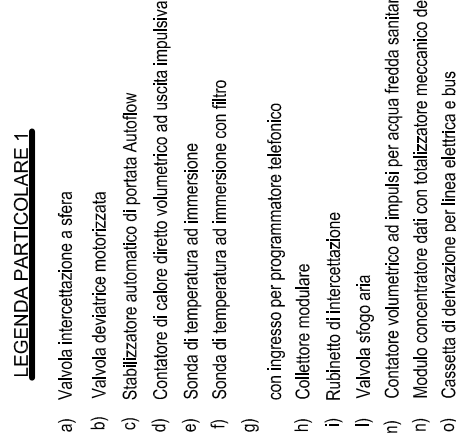 LEGENDA PARTICOLARE 1
a) Valvola intercettazione a sfera
b) Valvola deviatrice motorizzata
c) Stabilizzatore automatico di portata Autoflow
d) Contatore di calore diretto volumetrico ad uscita impulsiva
e) Sonda di temperatura ad immersione
f) Sonda di temperatura ad immersione con filtro
g)
con ingresso per programmatore telefonico
h) Collettore modulare
i) Rubinetto di intercettazione
l) Valvola sfogo aria
m) Contatore volumetrico ad impulsi per acqua fredda sanitar
n) Modulo concentratore dati con totalizzatore meccanico de
o) Cassetta di derivazione per linea elettrica e bus